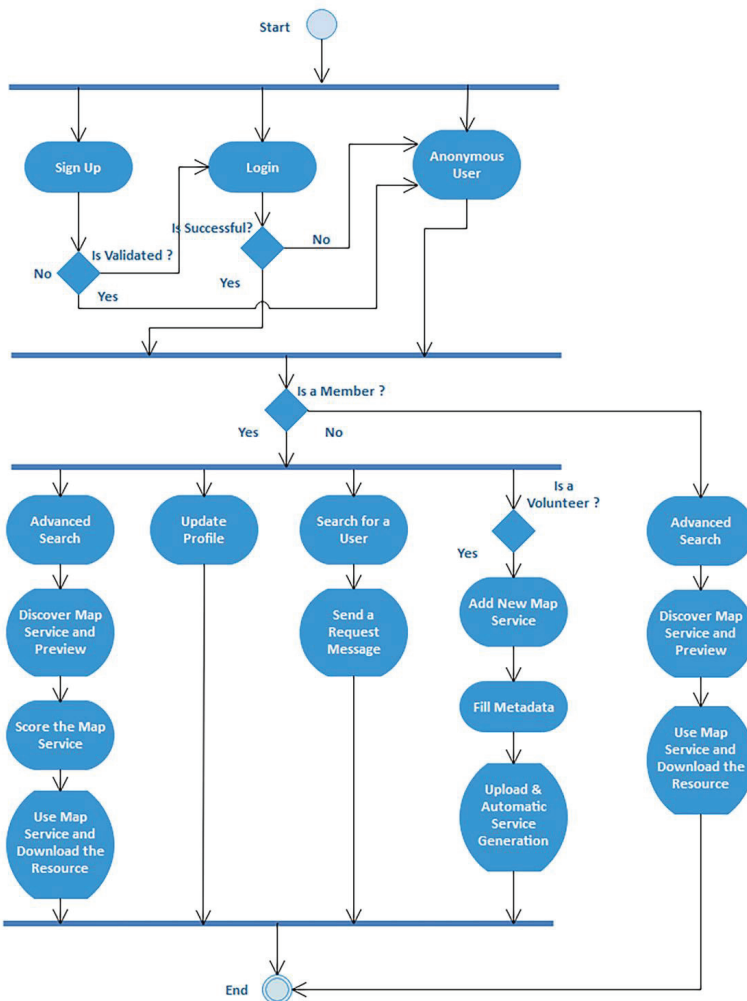 Start
Sign Up
Login
Anonymous
User
Is Successful?
No
Is Validated ?
No
Yes
Yes
Is a Member ?
Yes
No
Is a
Volunteer ?
Advanced
Search
Update
Profile
Search for a
User
Yes
Advanced
Search
Discover Map
Service and
Preview
Send a
Request
Message
Add New Map
Service
Discover Map
Service and
Preview
Score the Map
Service
Fill Metadata
Use Map
Service and
Download the
Resource
Use Map
Service and
Download the
Resource
Upload &
Automatic
Service
Generation
End